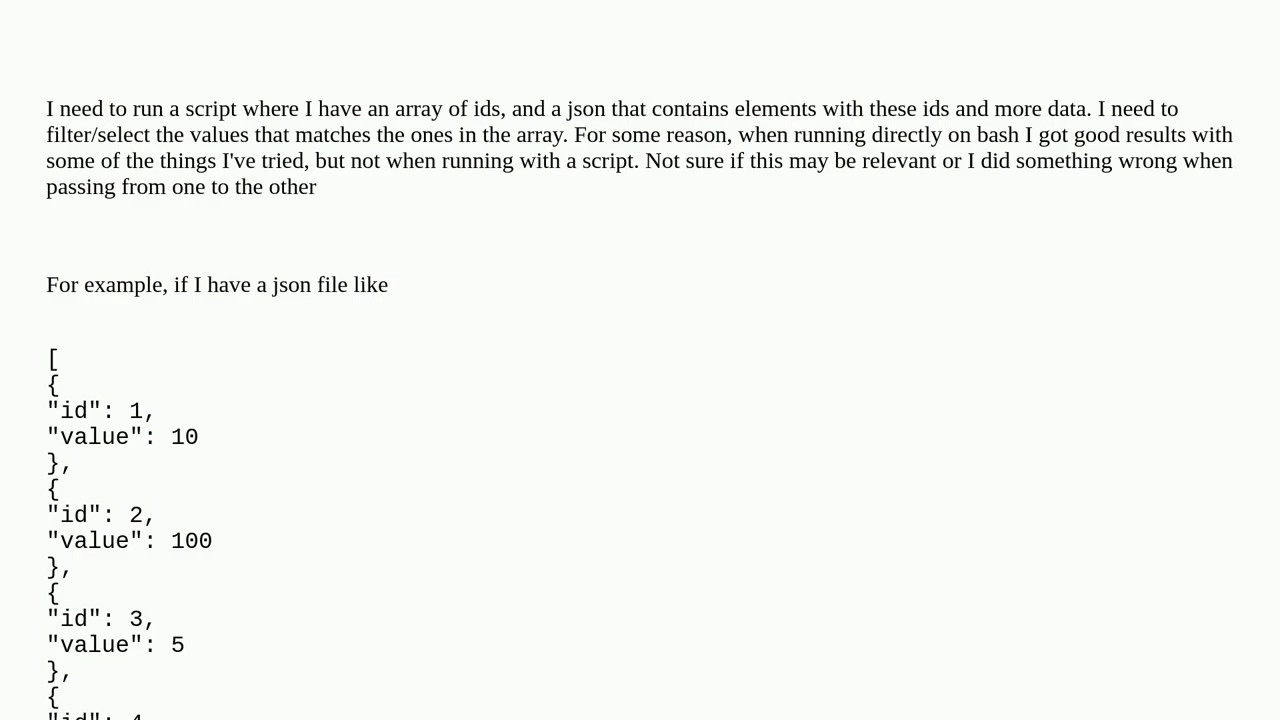 I need to run a script where I have an array of ids, and a json that contains elements with these ids and more data. I need to
filter/select the values that matches the ones in the array. For some reason, when running directly on bash I got good results with
some of the things I've tried, but not when running with a script. Not sure if this may be relevant or I did something wrong when
passing from one to the other
For example, if I have a json file like
[
{
"id": 1,
"value": 10
},
{
"id": 2,
"value": 100
},
{
"id": 3,
"value": 5
},
{
"id": 4,